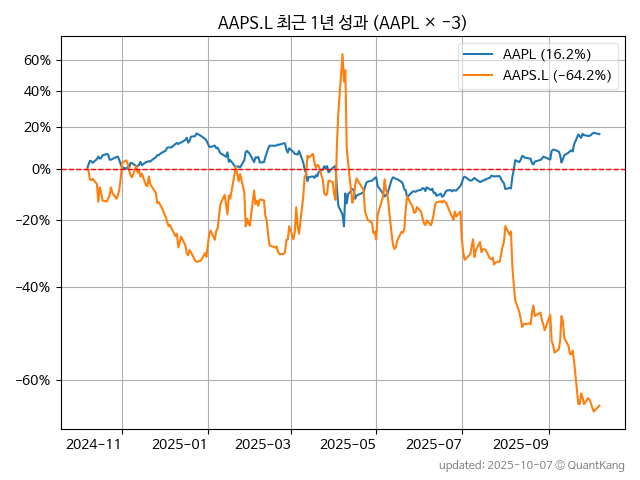 AAPS.L 최근 1년 성과 (AAPL × −3)
AAPL (16.2%)
AAPS.L (−64.2%)
60%
40%
20%
0%
−20%
−40%
−60%
2024−11 2025−01 2025−03 2025−05 2025−07 2025−09
updated: 2025-10-07 © QuantKang